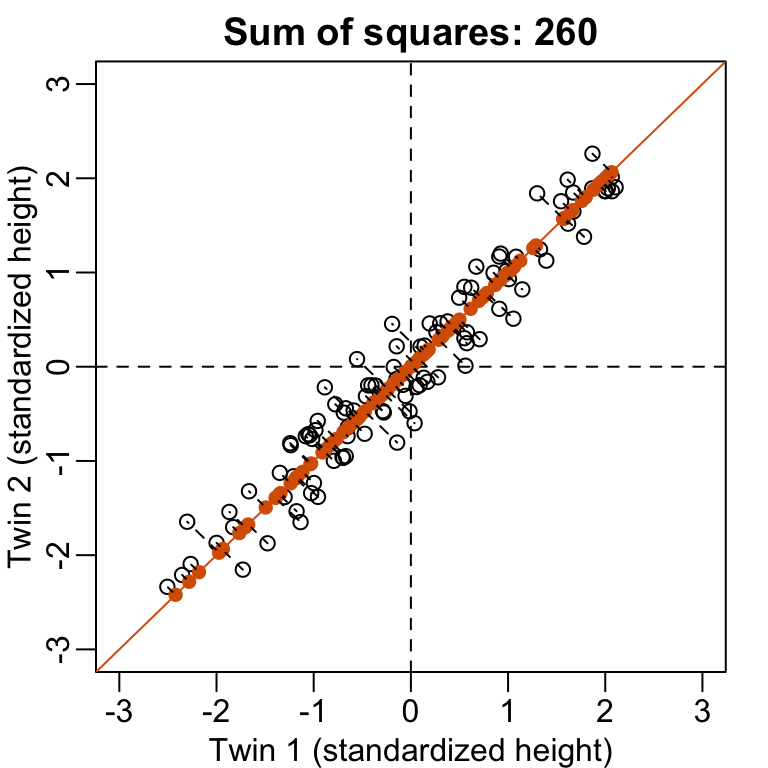 Sum of squares: 260
3
2
1
0
-1
-2
-3
Twin 2 (standardized height)
-3 -2 -1 0 1 2 3
Twin 1 (standardized height)